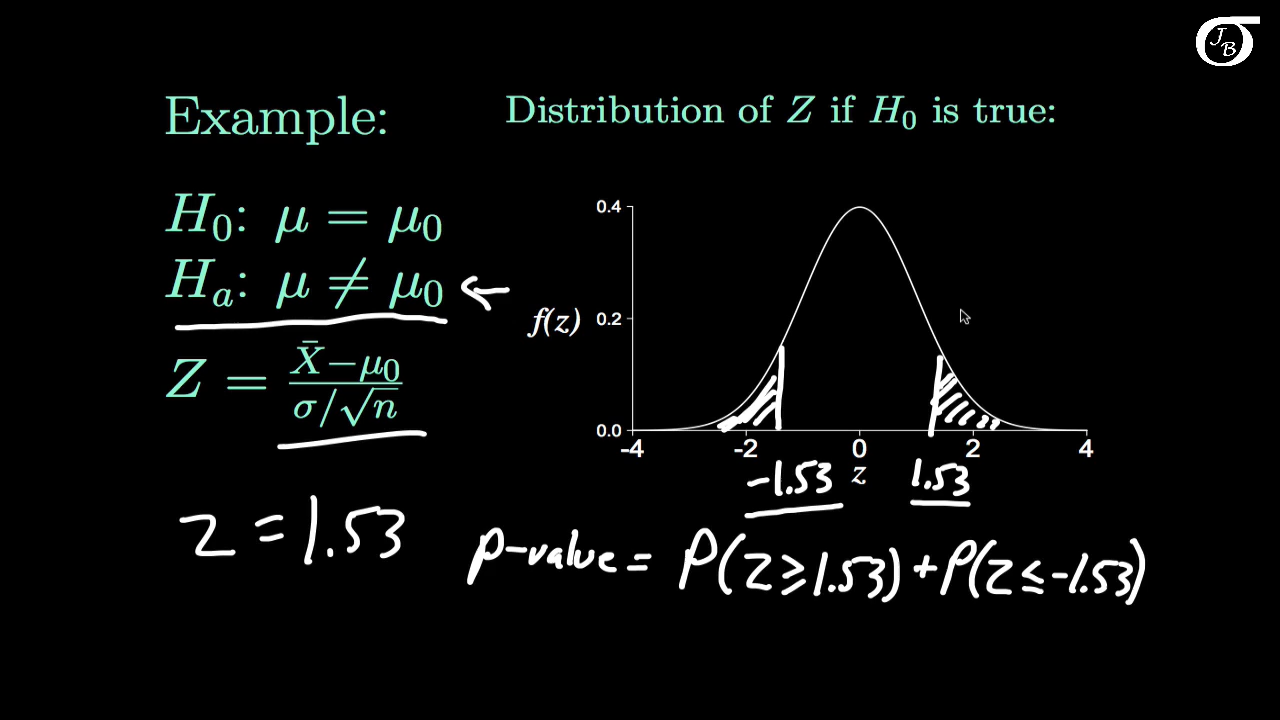 JB
Example:
Distribution of Z if H₀ is true:
H₀: μ = μ₀
Hₐ: μ ≠ μ₀
Z = (X̄−μ₀)/(σ/√n)
0.4
f(z) 0.2
0.0
-4 -2 0 2 4
z
-1.53 1.53
z = 1.53
p-value = P(Z ≥ 1.53) + P(Z ≤ -1.53)